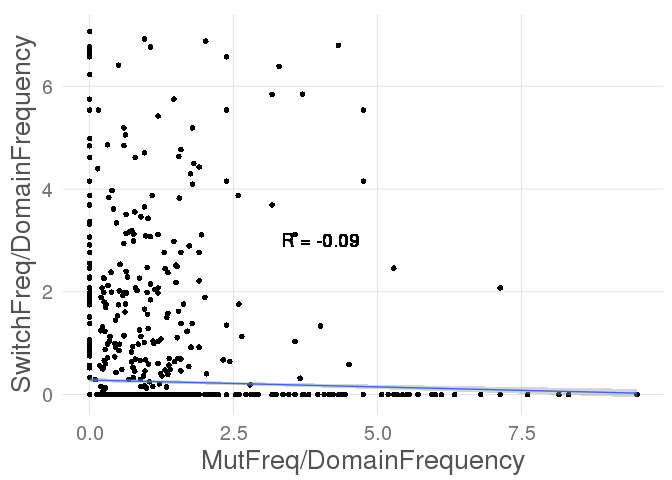 SwitchFreq/DomainFrequency
6
4
2
0
R = -0.09
0.0 2.5 5.0 7.5
MutFreq/DomainFrequency